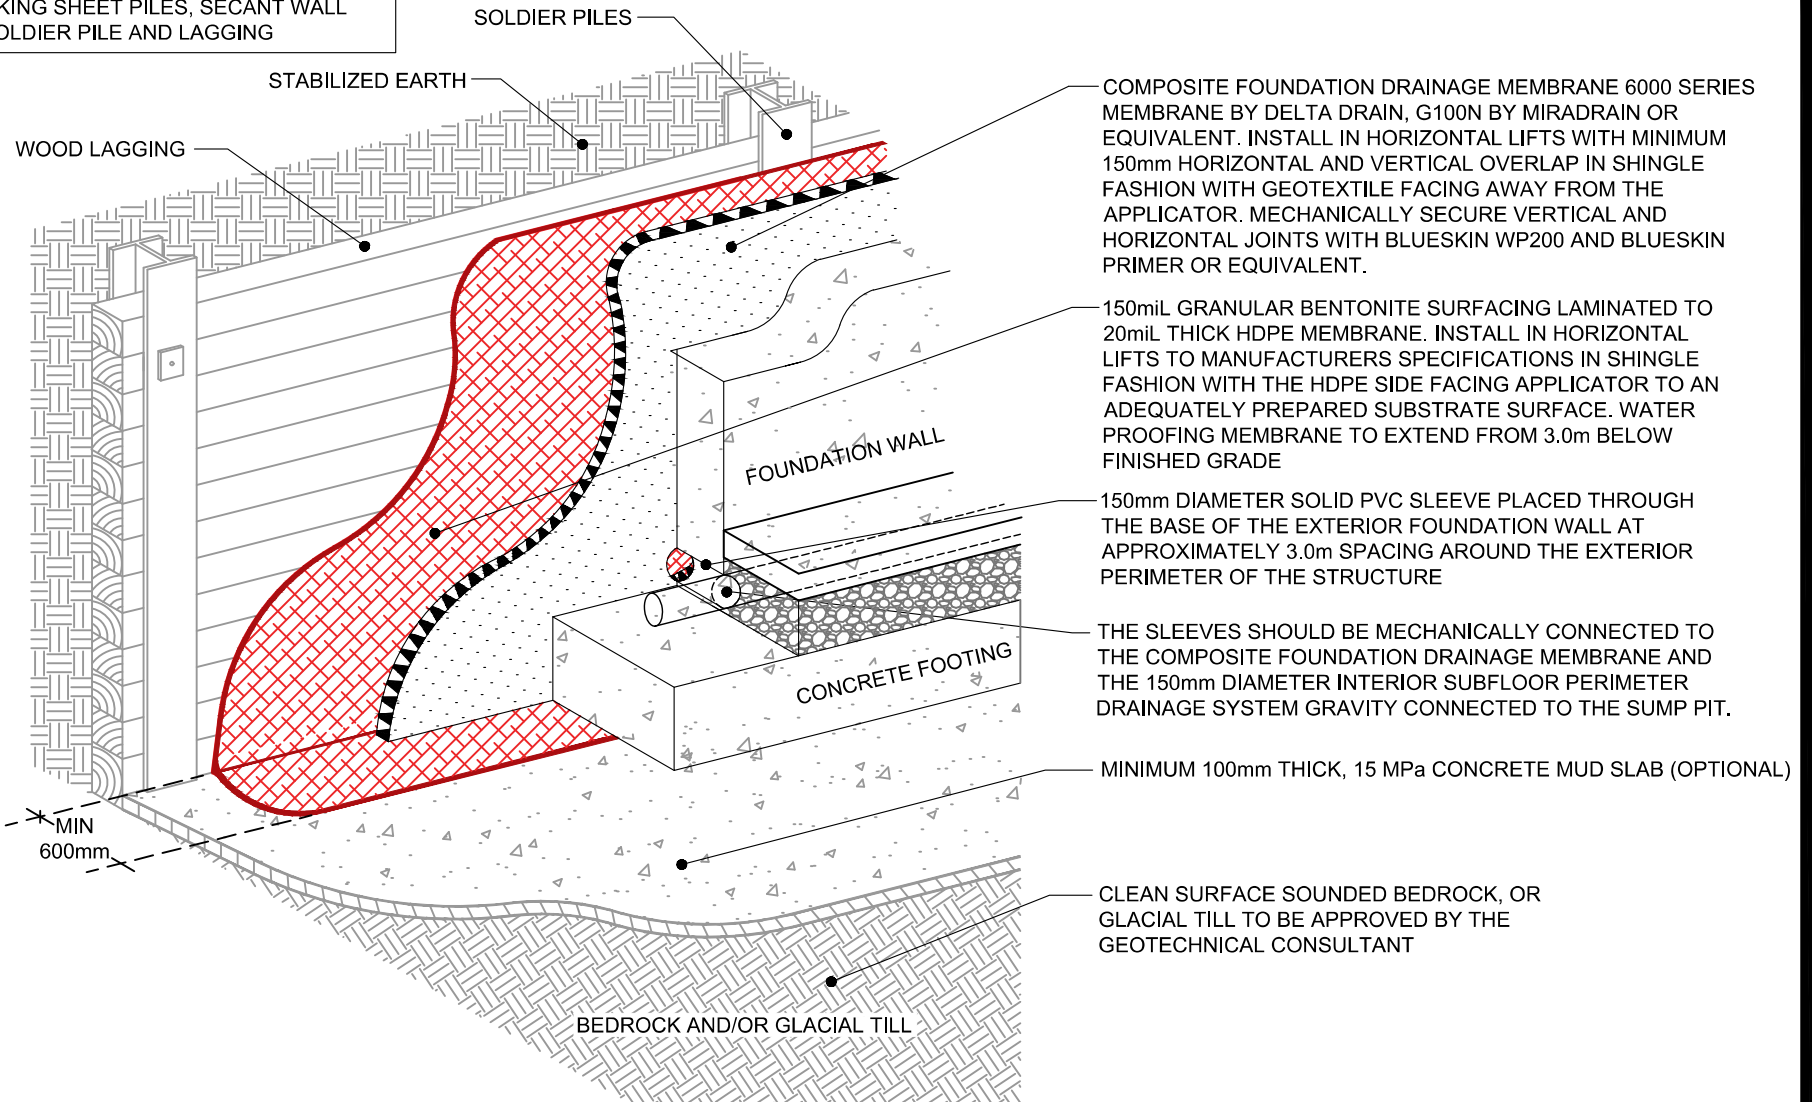 SHEET PILES, SECANT WALL
PILE AND LAGGING
SOLDIER PILES
STABILIZED EARTH
WOOD LAGGING
COMPOSITE FOUNDATION DRAINAGE MEMBRANE 6000 SERIES
MEMBRANE BY DELTA DRAIN, G100N BY MIRADRAIN OR
EQUIVALENT. INSTALL IN HORIZONTAL LIFTS WITH MINIMUM
150mm HORIZONTAL AND VERTICAL OVERLAP IN SHINGLE
FASHION WITH GEOTEXTILE FACING AWAY FROM THE
APPLICATOR. MECHANICALLY SECURE VERTICAL AND
HORIZONTAL JOINTS WITH BLUESKIN WP200 AND BLUESKIN
PRIMER OR EQUIVALENT.
150miL GRANULAR BENTONITE SURFACING LAMINATED TO
20miL THICK HDPE MEMBRANE. INSTALL IN HORIZONTAL
LIFTS TO MANUFACTURERS SPECIFICATIONS IN SHINGLE
FASHION WITH THE HDPE SIDE FACING APPLICATOR TO AN
ADEQUATELY PREPARED SUBSTRATE SURFACE. WATER
PROOFING MEMBRANE TO EXTEND FROM 3.0m BELOW
FINISHED GRADE
FOUNDATION WALL
150mm DIAMETER SOLID PVC SLEEVE PLACED THROUGH
THE BASE OF THE EXTERIOR FOUNDATION WALL AT
APPROXIMATELY 3.0m SPACING AROUND THE EXTERIOR
PERIMETER OF THE STRUCTURE
THE SLEEVES SHOULD BE MECHANICALLY CONNECTED TO
THE COMPOSITE FOUNDATION DRAINAGE MEMBRANE AND
THE 150mm DIAMETER INTERIOR SUBFLOOR PERIMETER
DRAINAGE SYSTEM GRAVITY CONNECTED TO THE SUMP PIT.
CONCRETE FOOTING
MINIMUM 100mm THICK, 15 MPa CONCRETE MUD SLAB (OPTIONAL)
MIN
600mm
CLEAN SURFACE SOUNDED BEDROCK, OR
GLACIAL TILL TO BE APPROVED BY THE
GEOTECHNICAL CONSULTANT
BEDROCK AND/OR GLACIAL TILL